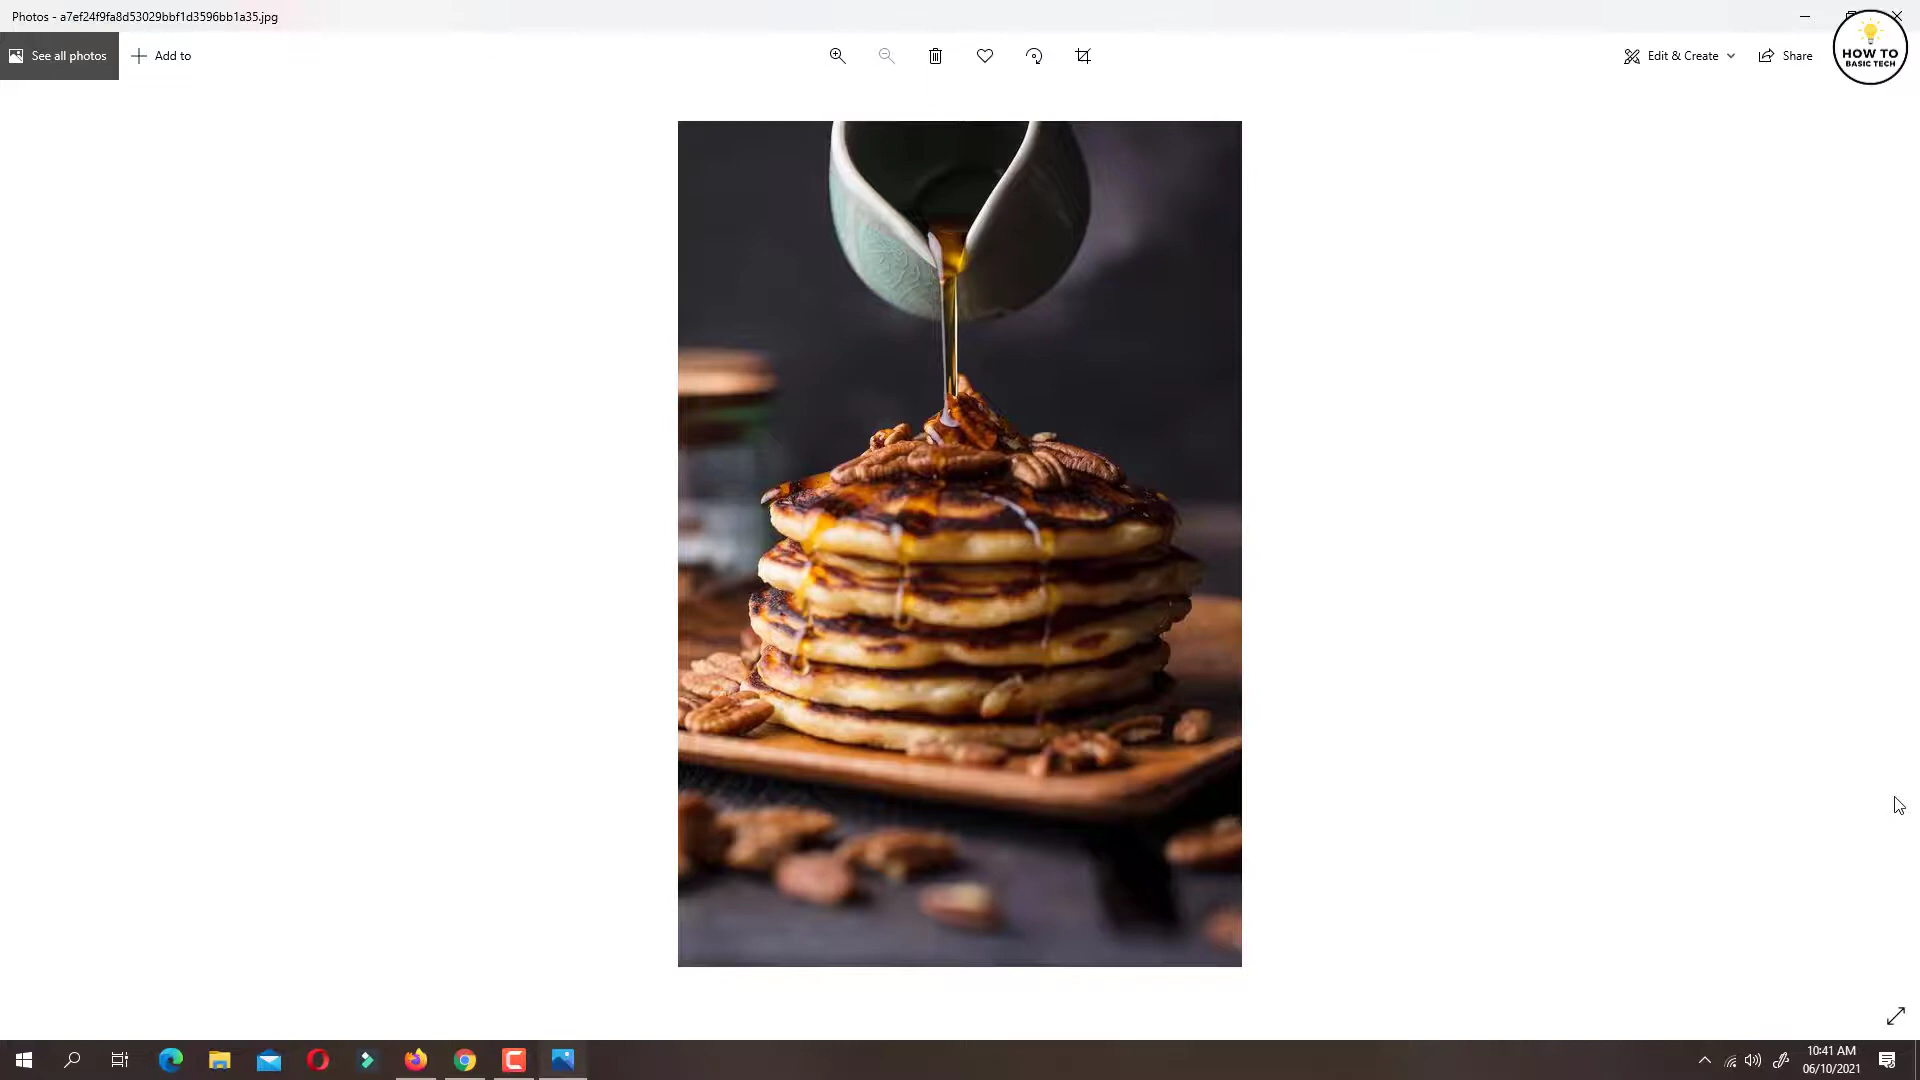 Photos - a7ef24f9fa8d53029bbf1d3596bb1a35.jpg
See all photos
Add to
Edit & Create
Share
HOW TO
BASIC TECH
10:41 AM
06/10/2021